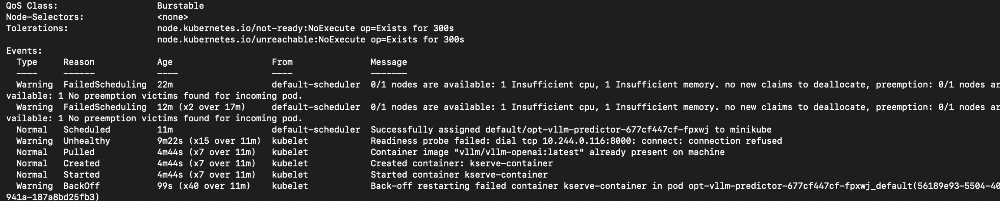 QoS Class: Burstable
Node-Selectors: <none>
Tolerations: node.kubernetes.io/not-ready:NoExecute op=Exists for 300s
node.kubernetes.io/unreachable:NoExecute op=Exists for 300s
Events:
Type Reason Age From Message
---- ------ ---- ---- -------
Warning FailedScheduling 22m default-scheduler 0/1 nodes are available: 1 Insufficient cpu, 1 Insufficient memory. no new claims to deallocate, preemption: 0/1 nodes ar
vailable: 1 No preemption victims found for incoming pod.
Warning FailedScheduling 12m (x2 over 17m) default-scheduler 0/1 nodes are available: 1 Insufficient cpu, 1 Insufficient memory. no new claims to deallocate, preemption: 0/1 nodes ar
vailable: 1 No preemption victims found for incoming pod.
Normal Scheduled 11m default-scheduler Successfully assigned default/opt-vllm-predictor-677cf447cf-fpxwj to minikube
Warning Unhealthy 9m22s (x15 over 11m) kubelet Readiness probe failed: dial tcp 10.244.0.116:8000: connect: connection refused
Normal Pulled 4m44s (x7 over 11m) kubelet Container image "vllm/vllm-openai:latest" already present on machine
Normal Created 4m44s (x7 over 11m) kubelet Created container: kserve-container
Normal Started 4m44s (x7 over 11m) kubelet Started container kserve-container
Warning BackOff 99s (x40 over 11m) kubelet Back-off restarting failed container kserve-container in pod opt-vllm-predictor-677cf447cf-fpxwj_default(56189e93-5504-40
941a-187a8bd25fb3)